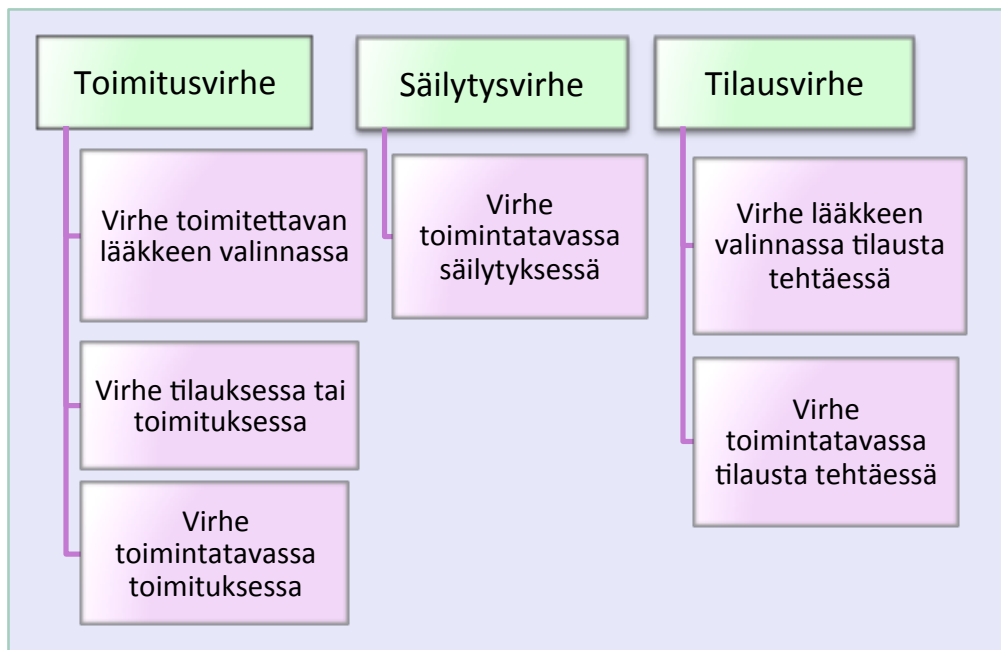 Toimitusvirhe
Virhe toimitettavan
lääkkeen valinnassa
Virhe tilauksessa tai
toimituksessa
Virhe
toimintatavassa
toimituksessa
Säilytysvirhe
Virhe
toimintatavassa
säilytyksessä
Tilausvirhe
Virhe lääkkeen
valinnassa tilausta
tehtäessä
Virhe
toimintatavassa
tilausta tehtäessä